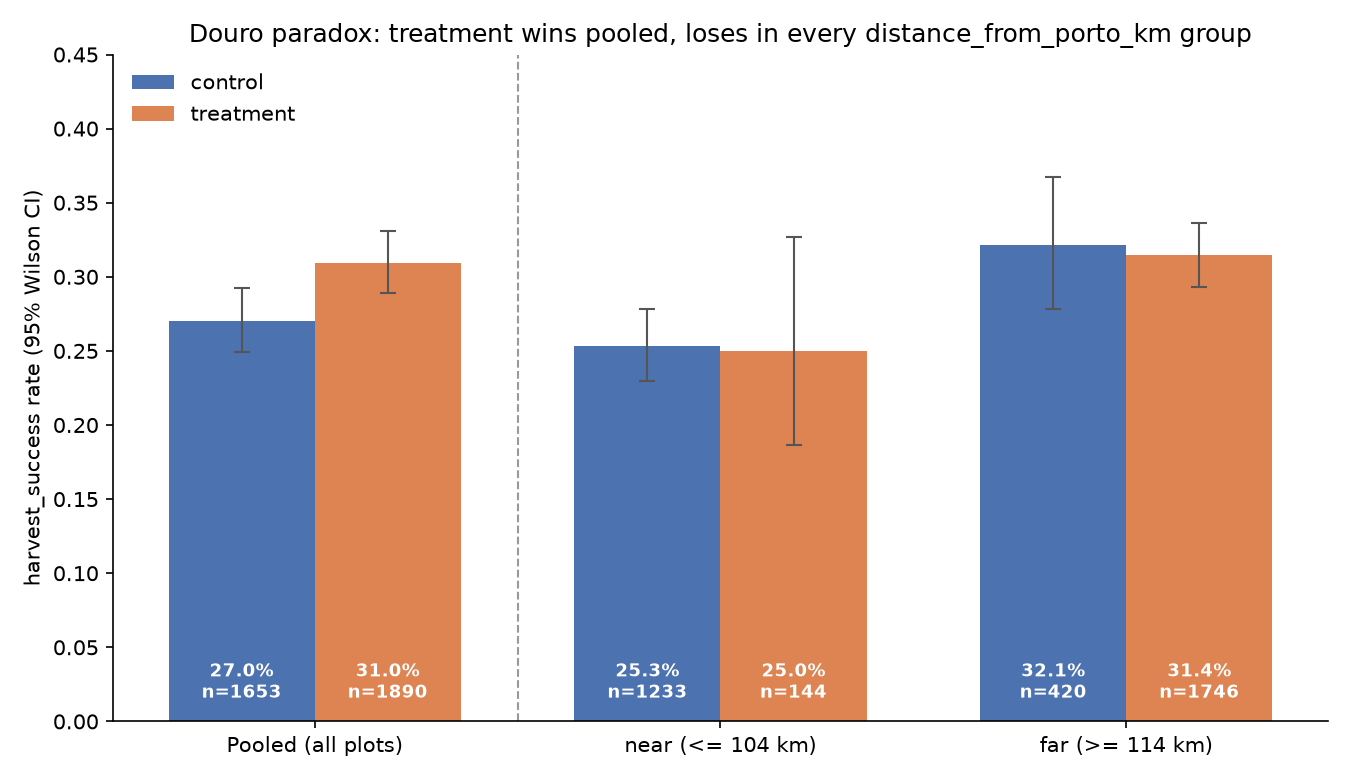 Douro paradox: treatment wins pooled, loses in every distance_from_porto_km group
control
treatment
harvest_success rate (95% Wilson CI)
0.45
0.40
0.35
0.30
0.25
0.20
0.15
0.10
0.05
0.00
27.0%
n=1653
31.0%
n=1890
25.3%
n=1233
25.0%
n=144
32.1%
n=420
31.4%
n=1746
Pooled (all plots)
near (<= 104 km)
far (>= 114 km)